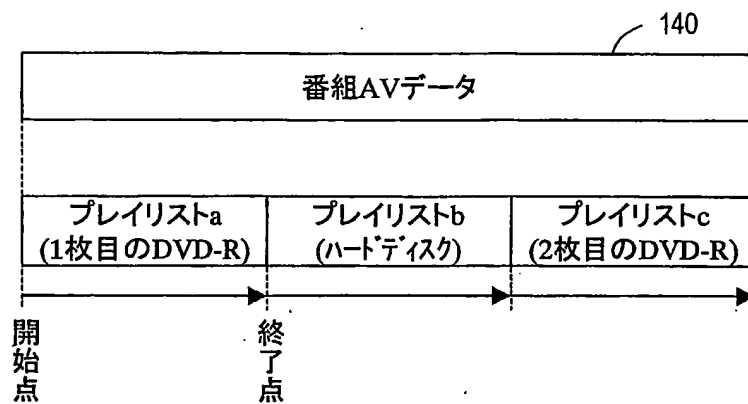 140
番組AVデータ
プレイリストa
(1枚目のDVD-R)
プレイリストb
(ﾊｰﾄﾞﾃﾞｨｽｸ)
プレイリストc
(2枚目のDVD-R)
開始点
終了点